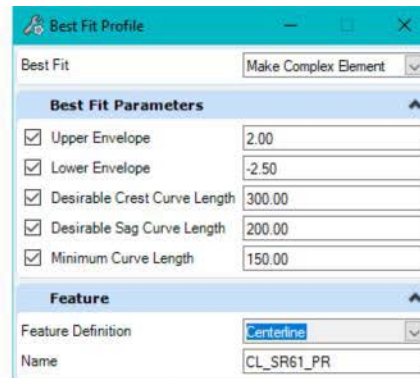 Best Fit Profile
Best Fit Make Complex Element
Best Fit Parameters
Upper Envelope 2.00
Lower Envelope -2.50
Desirable Crest Curve Length 300.00
Desirable Sag Curve Length 200.00
Minimum Curve Length 150.00
Feature
Feature Definition Centerline
Name CL_SR61_PR